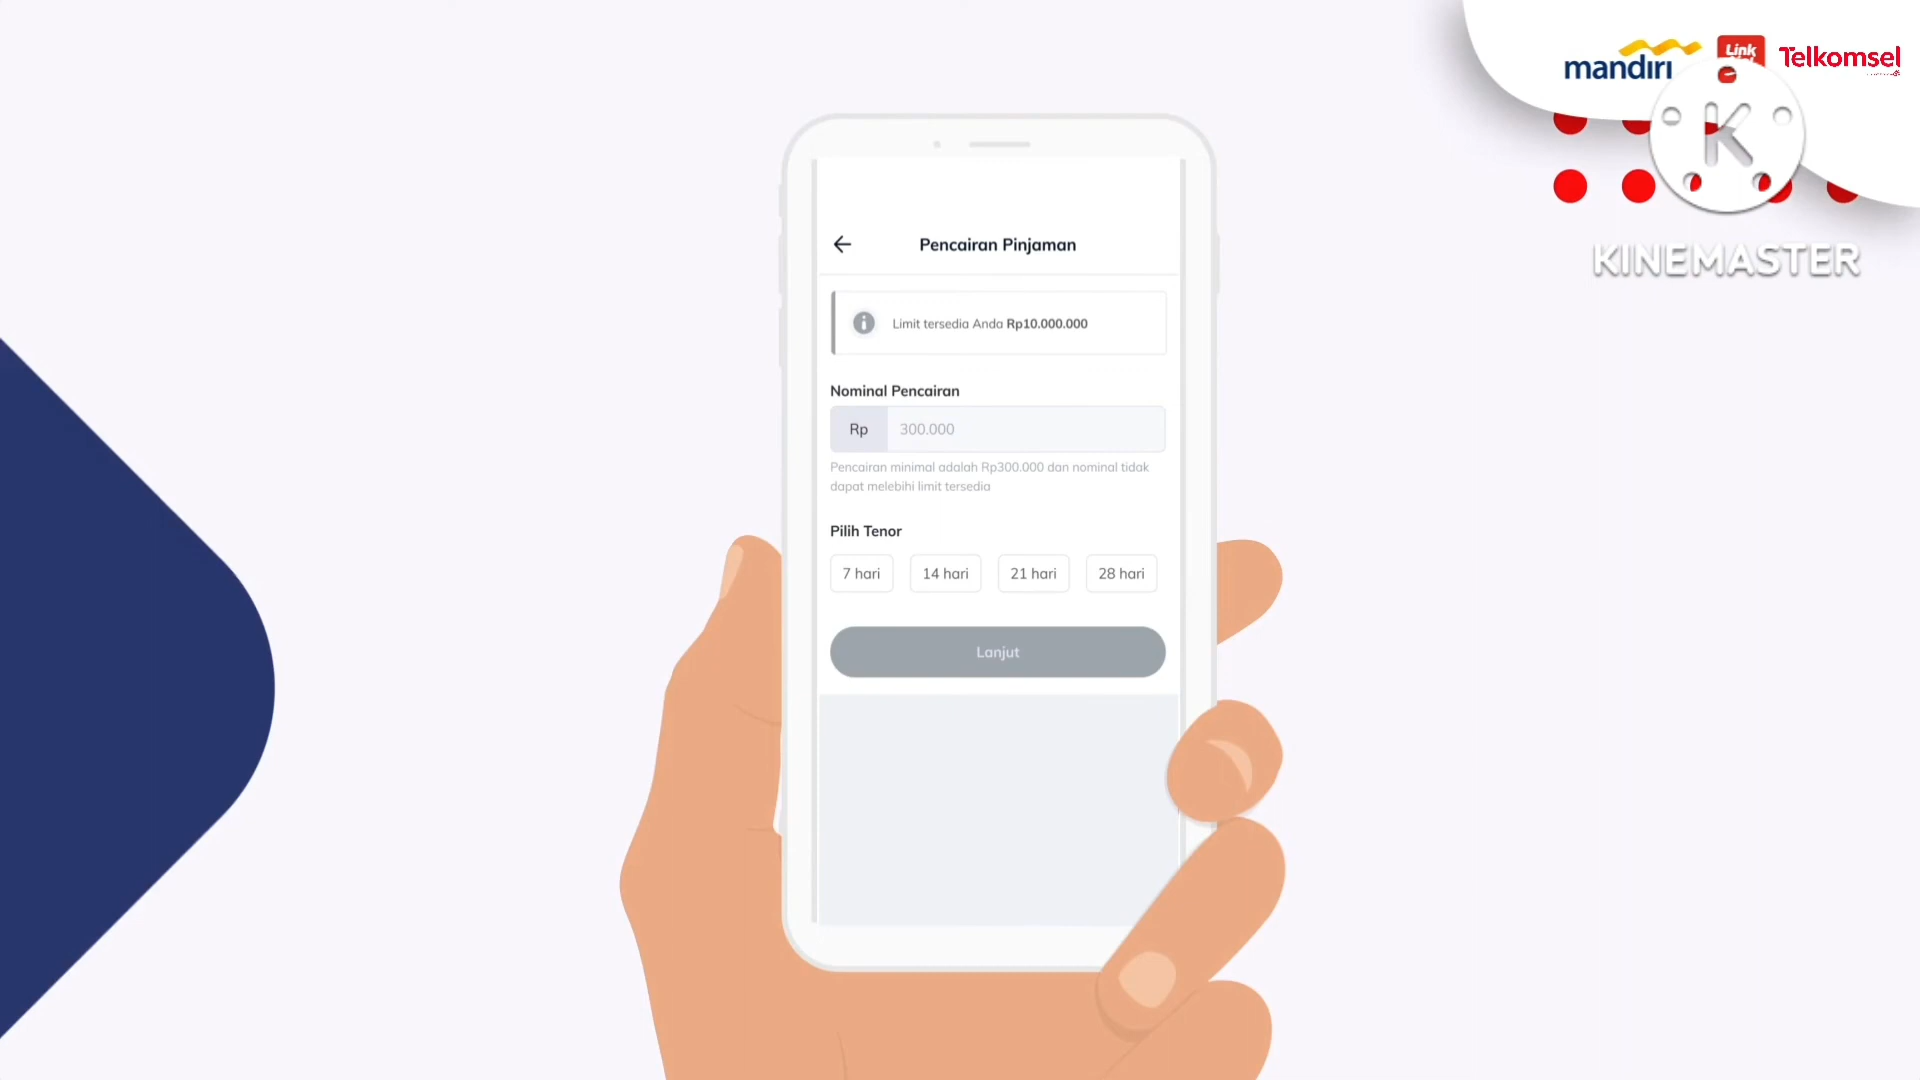 mandiri
Link
Telkomsel
KINEMASTER
Pencairan Pinjaman
Limit tersedia Anda Rp10.000.000
Nominal Pencairan
Rp 300.000
Pencairan minimal adalah Rp300.000 dan nominal tidak
dapat melebihi limit tersedia
Pilih Tenor
7 hari 14 hari 21 hari 28 hari
Lanjut